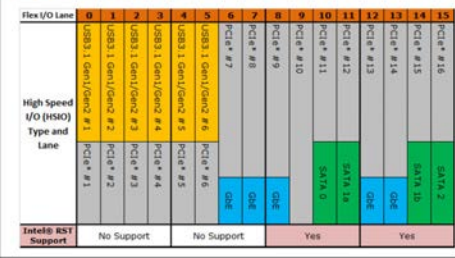 Flex I/O Lane 0 1 2 3 4 5 6 7 8 9 10 11 12 13 14 15
USB3.1 Gen1/Gen2 #1
USB3.1 Gen1/Gen2 #2
USB3.1 Gen1/Gen2 #3
USB3.1 Gen1/Gen2 #4
USB3.1 Gen1/Gen2 #5
USB3.1 Gen1/Gen2 #6
PCIe* #7
PCIe* #8
PCIe* #9
PCIe* #10
PCIe* #11
PCIe* #12
PCIe* #13
PCIe* #14
PCIe* #15
PCIe* #16
High Speed
I/O (HSIO)
Type and
Lane
PCIe* #1
PCIe* #2
PCIe* #3
PCIe* #4
PCIe* #5
PCIe* #6
GbE
GbE
GbE
SATA 0
SATA 1a
GbE
GbE
SATA 1b
SATA 2
Intel® RST
Support
No Support
No Support
Yes
Yes